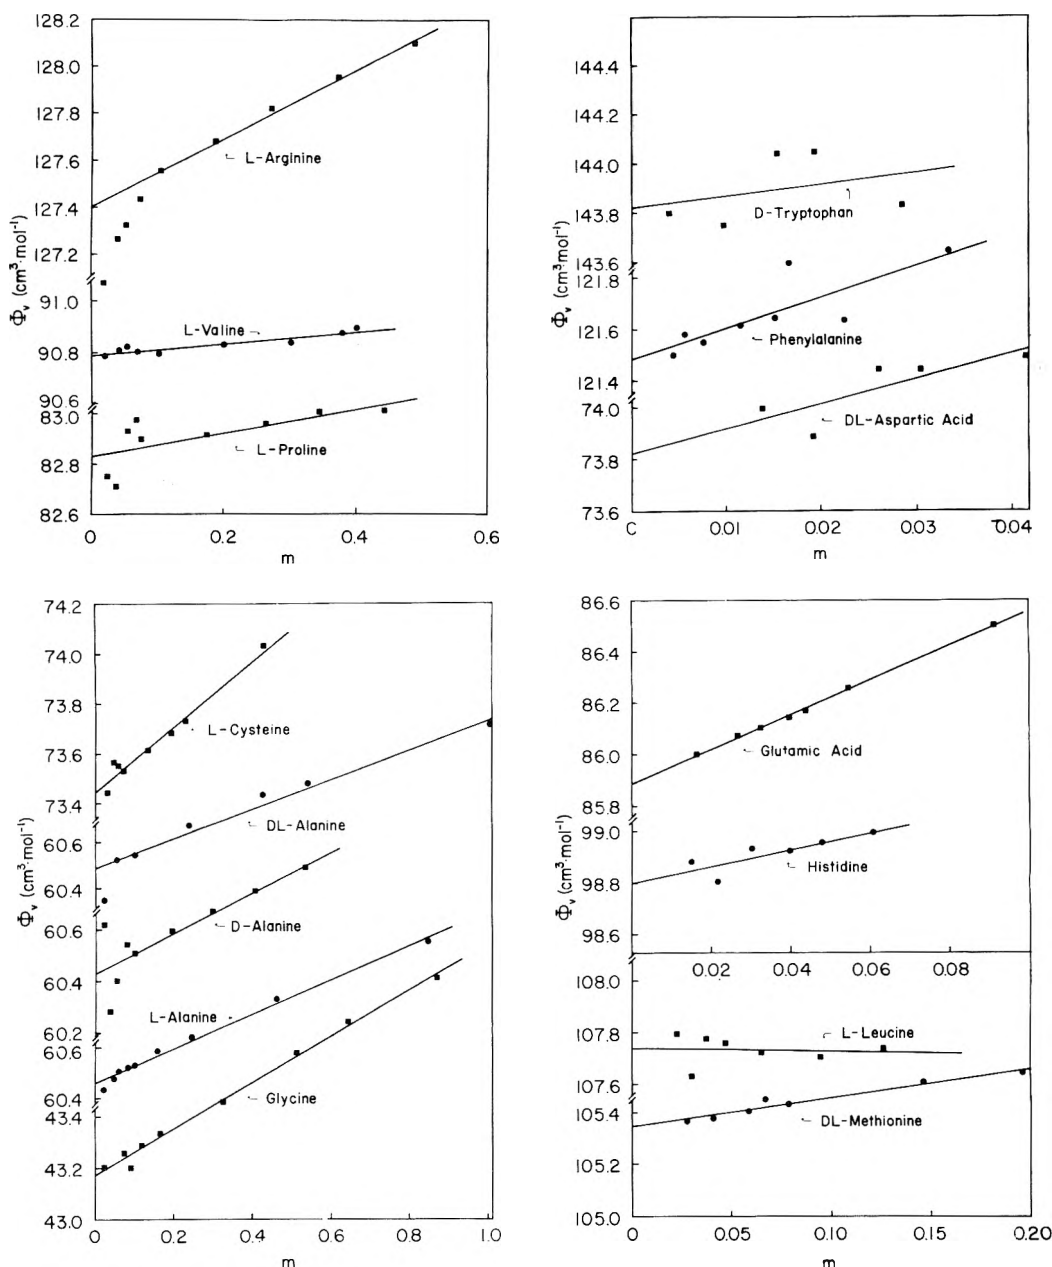 128.2
128.0
127.8
127.6
127.4
127.2
91.0
90.8
90.6
83.0
82.8
82.6
Φv (cm³·mol⁻¹)
L-Arginine
L-Valine
L-Proline
0 0.2 0.4 0.6
m
144.4
144.2
144.0
143.8
143.6
121.8
121.6
121.4
74.0
73.8
73.6
Φv (cm³·mol⁻¹)
D-Tryptophan
Phenylalanine
DL-Aspartic Acid
0 0.01 0.02 0.03 0.04
m
74.2
74.0
73.8
73.6
73.4
60.6
60.4
60.6
60.4
60.2
60.6
60.4
43.4
43.2
43.0
Φv (cm³·mol⁻¹)
L-Cysteine
DL-Alanine
D-Alanine
L-Alanine
Glycine
0 0.2 0.4 0.6 0.8 1.0
m
86.6
86.4
86.2
86.0
85.8
99.0
98.8
98.6
Φv (cm³·mol⁻¹)
Glutamic Acid
Histidine
0.02 0.04 0.06 0.08
108.0
107.8
107.6
105.4
105.2
105.0
L-Leucine
DL-Methionine
0 0.05 0.10 0.15 0.20
m